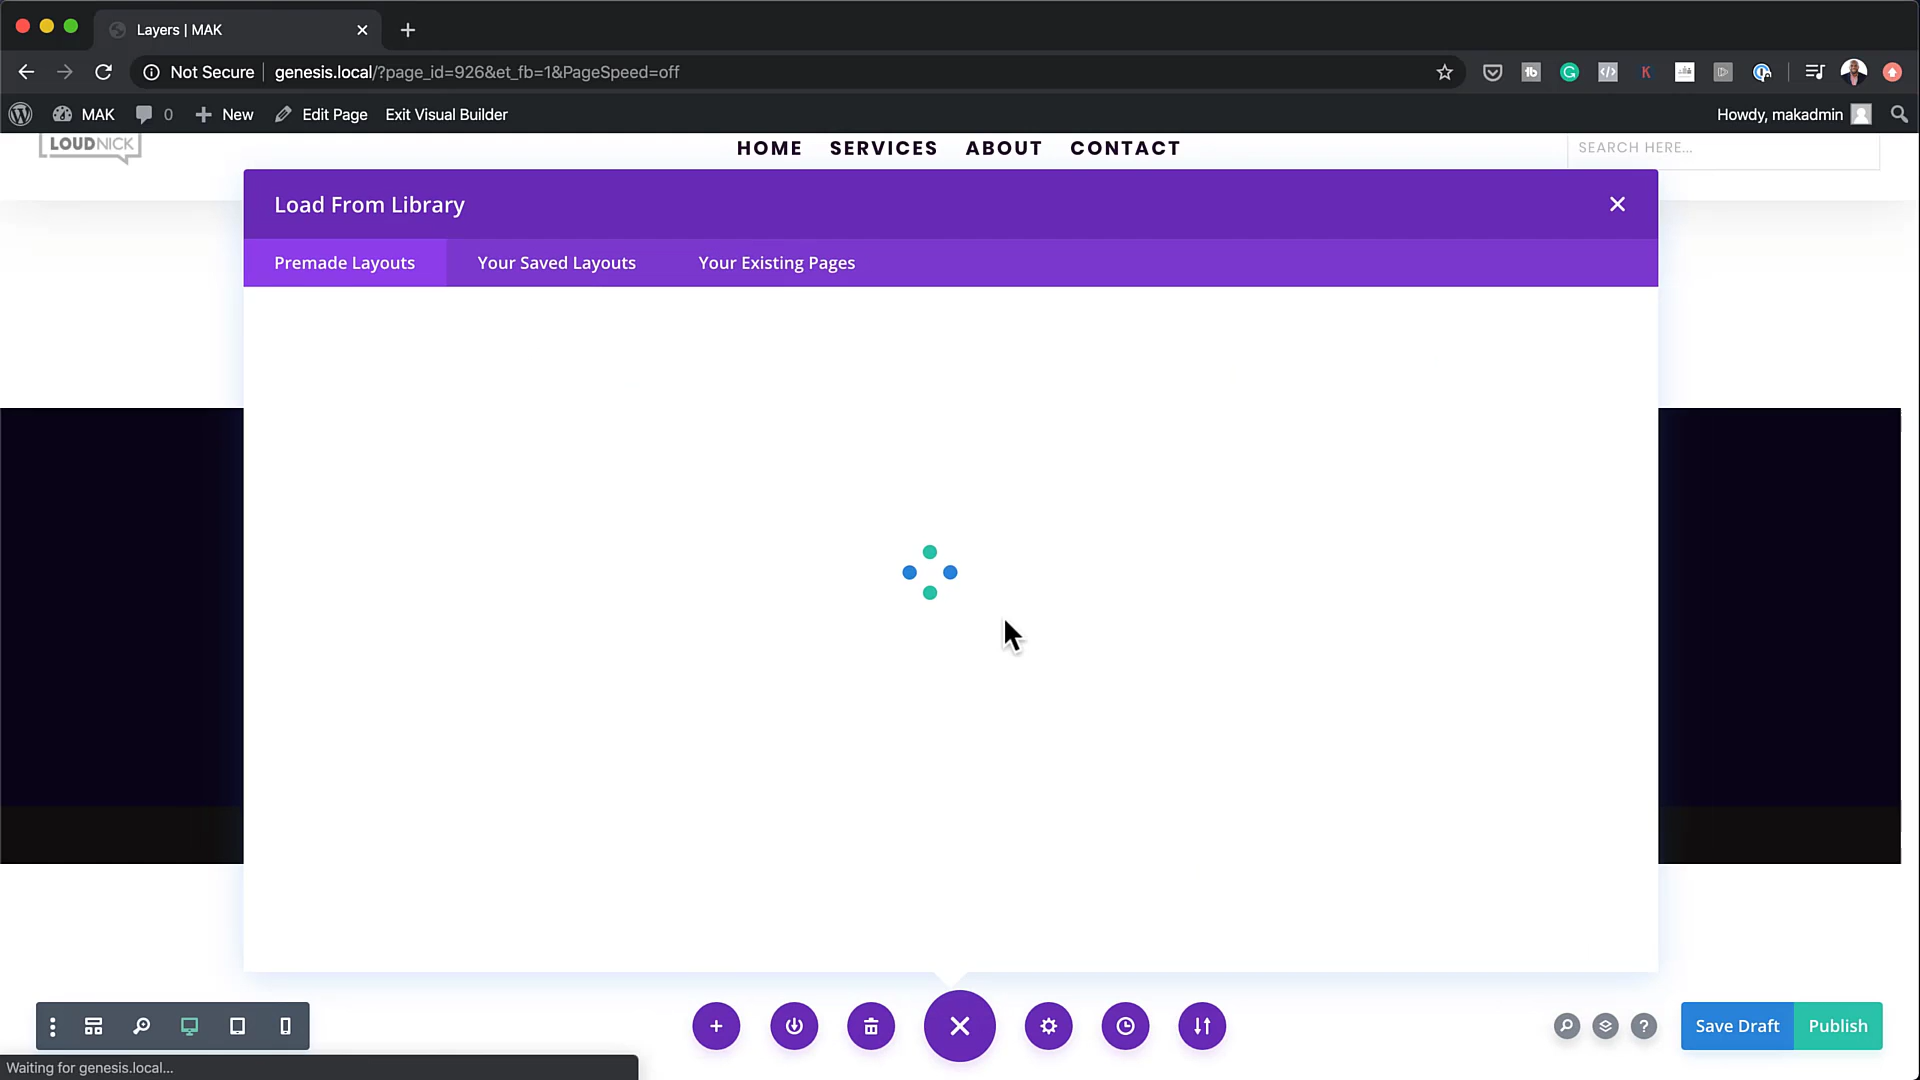 Layers | MAK
Not Secure genesis.local/?page_id=926&et_fb=1&PageSpeed=off
MAK 0 New Edit Page Exit Visual Builder Howdy, makadmin
LOUDNICK HOME SERVICES ABOUT CONTACT SEARCH HERE...
Load From Library
Premade Layouts Your Saved Layouts Your Existing Pages
Save Draft Publish
Waiting for genesis.local...